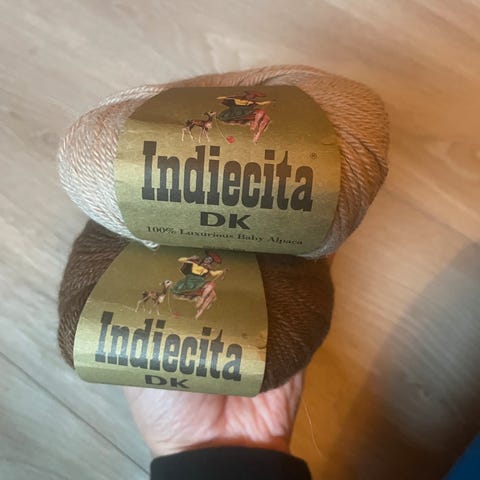 Indiecita®
DK
100% Luxurious Baby Alpaca
Indiecita
DK